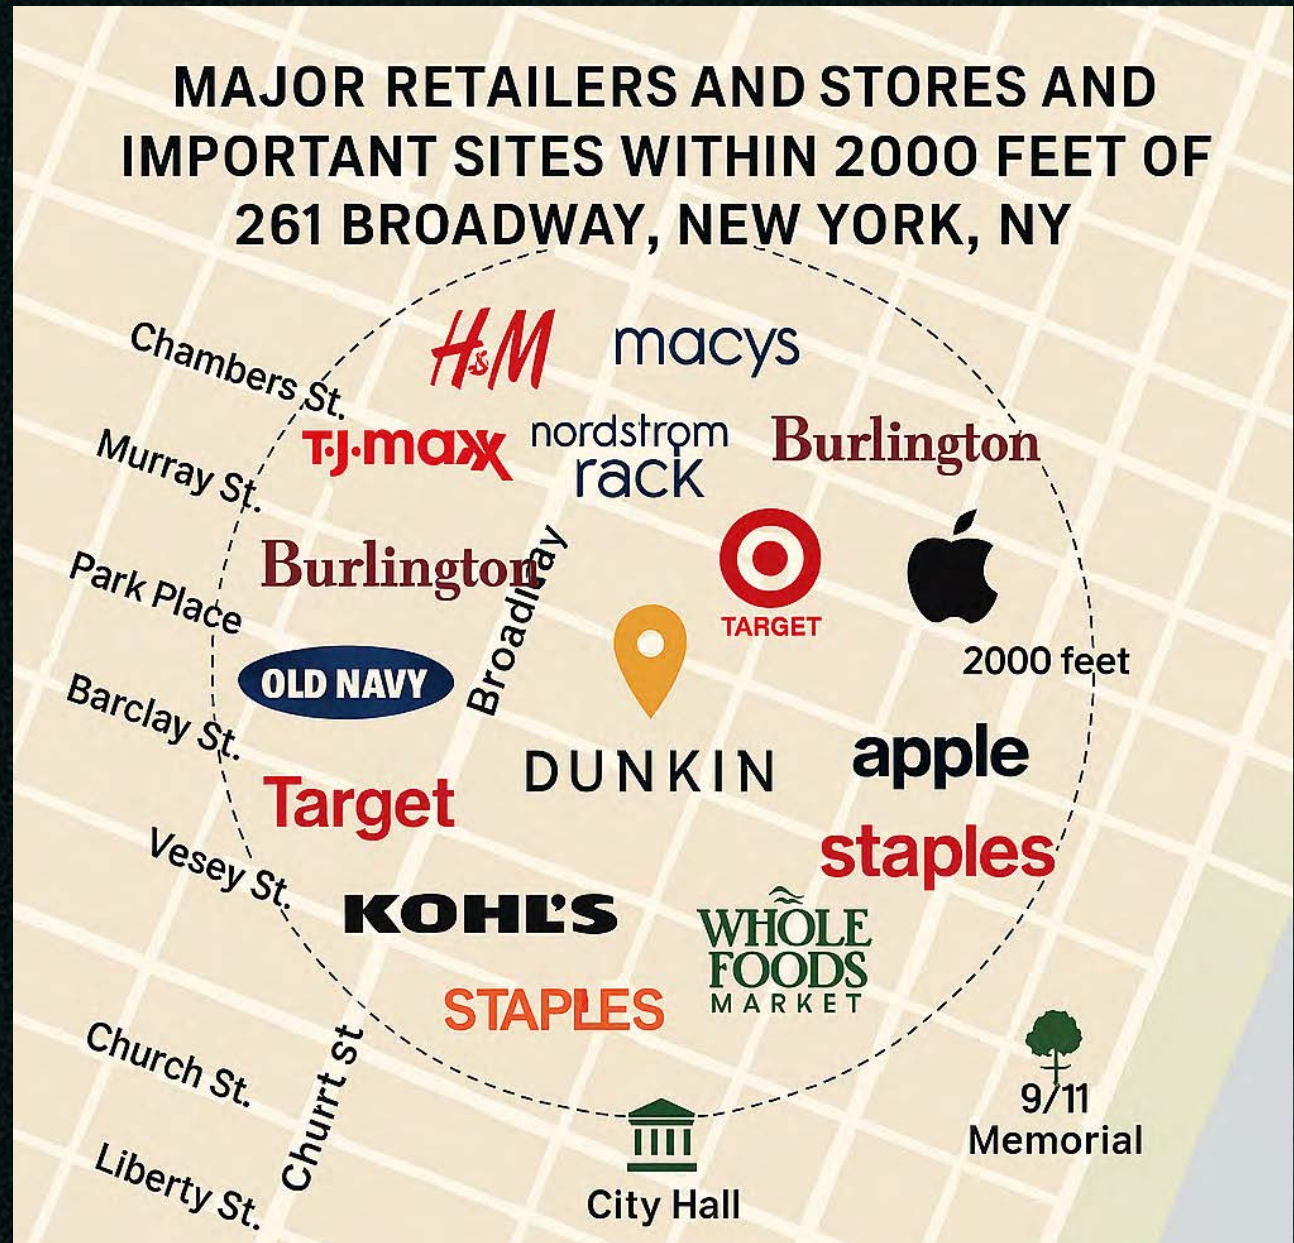 MAJOR RETAILERS AND STORES AND
IMPORTANT SITES WITHIN 2000 FEET OF
261 BROADWAY, NEW YORK, NY
H&M
macys
Chambers St.
T.J.maxx
nordstrom
rack
Burlington
Murray St.
TARGET
Burlington
Broadway
Park Place
2000 feet
OLD NAVY
Barclay St.
DUNKIN
apple
Target
staples
Vesey St.
KOHL'S
WHOLE
FOODS
MARKET
STAPLES
Church St.
Churrt st
9/11
Memorial
Liberty St.
City Hall